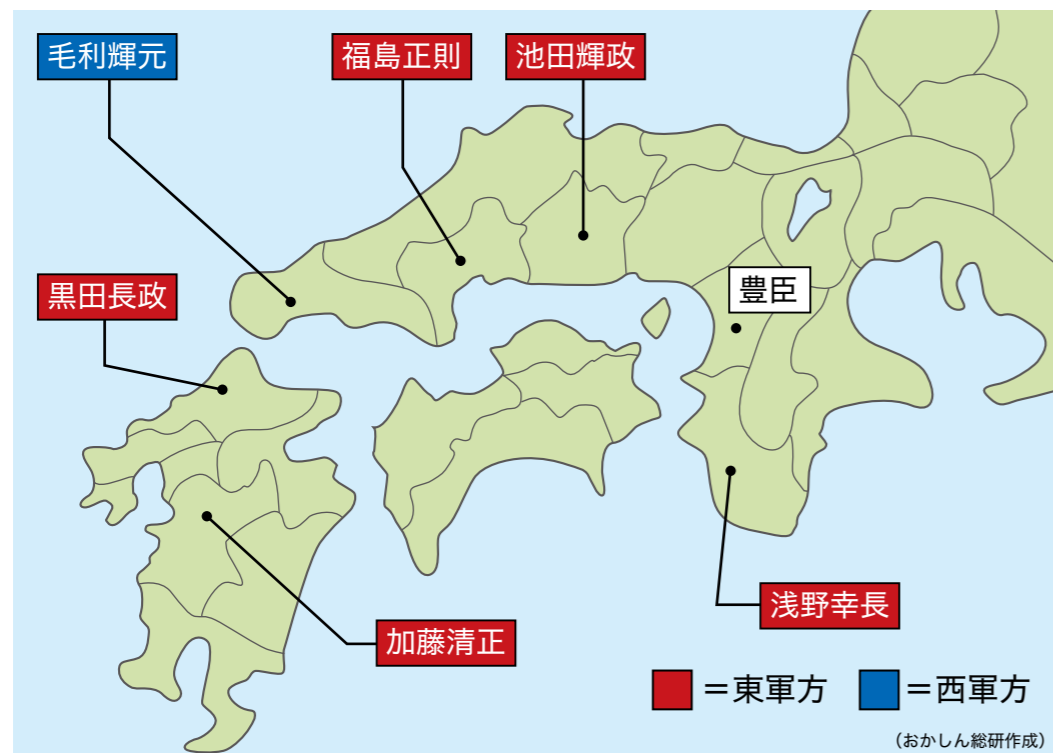 毛利輝元
福島正則
池田輝政
黒田長政
豊臣
浅野幸長
加藤清正
＝東軍方
＝西軍方
（おかしん総研作成）